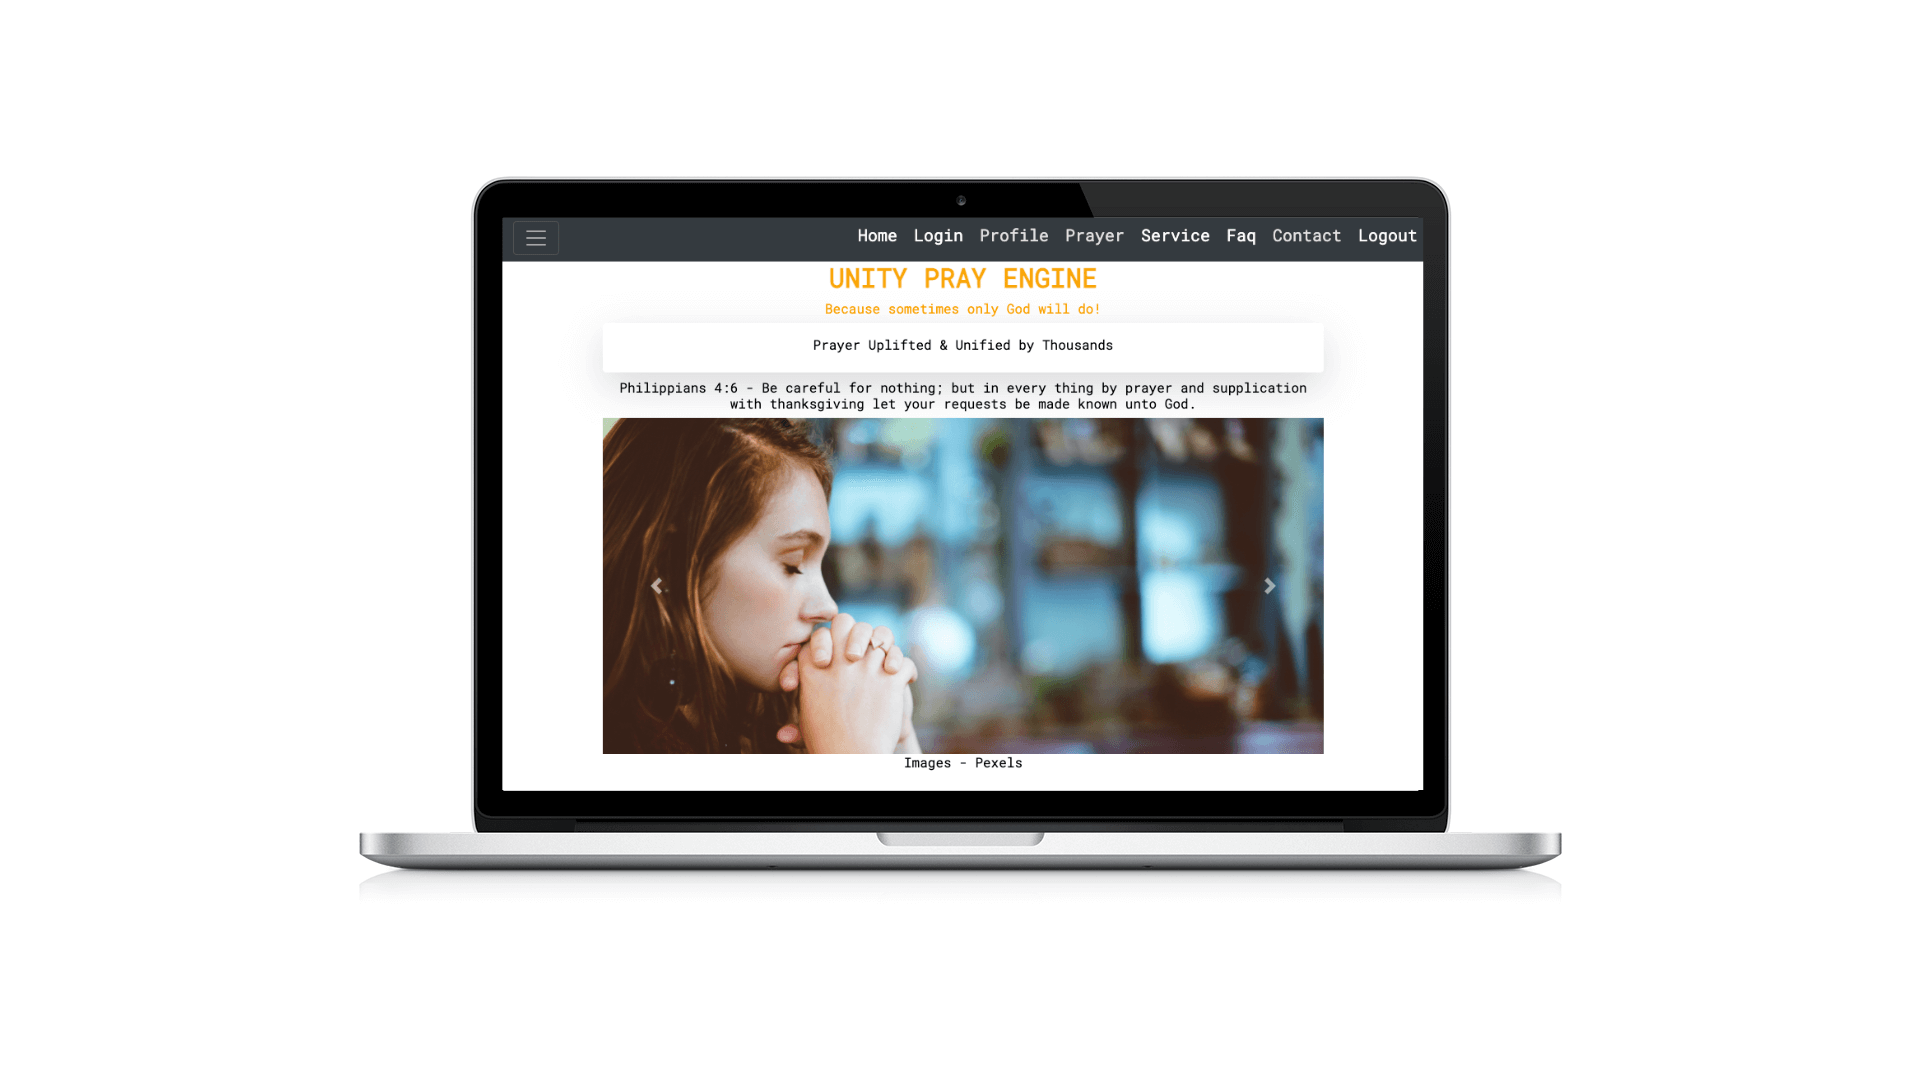 Home Login Profile Prayer Service Faq Contact Logout
UNITY PRAY ENGINE
Because sometimes only God will do!
Prayer Uplifted & Unified by Thousands
Philippians 4:6 - Be careful for nothing; but in every thing by prayer and supplication
with thanksgiving let your requests be made known unto God.
Images - Pexels